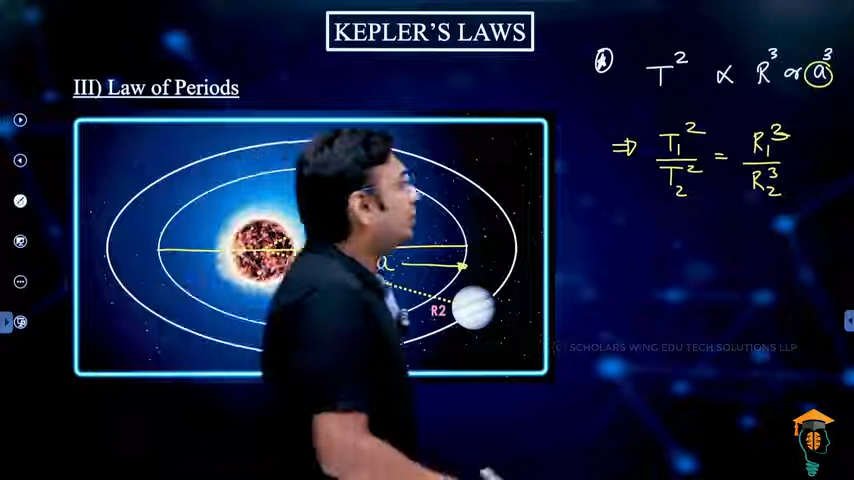 KEPLER'S LAWS
III) Law of Periods
T² ∝ R³ or a³
⇒ T₁²/T₂² = R₁³/R₂³
a
R2
(C) SCHOLARS WING EDU TECH SOLUTIONS LLP